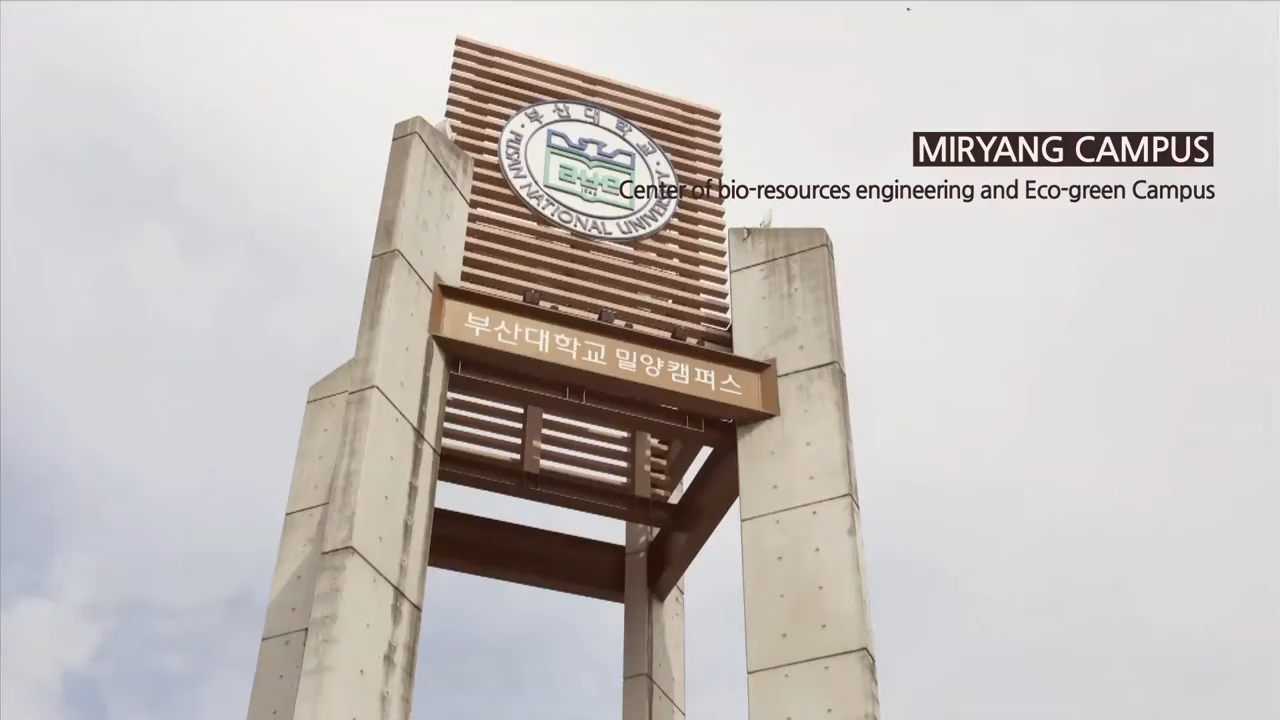 부산대학교
PUSAN NATIONAL UNIVERSITY
MIRYANG CAMPUS
Center of bio-resources engineering and Eco-green Campus
부산대학교 밀양캠퍼스